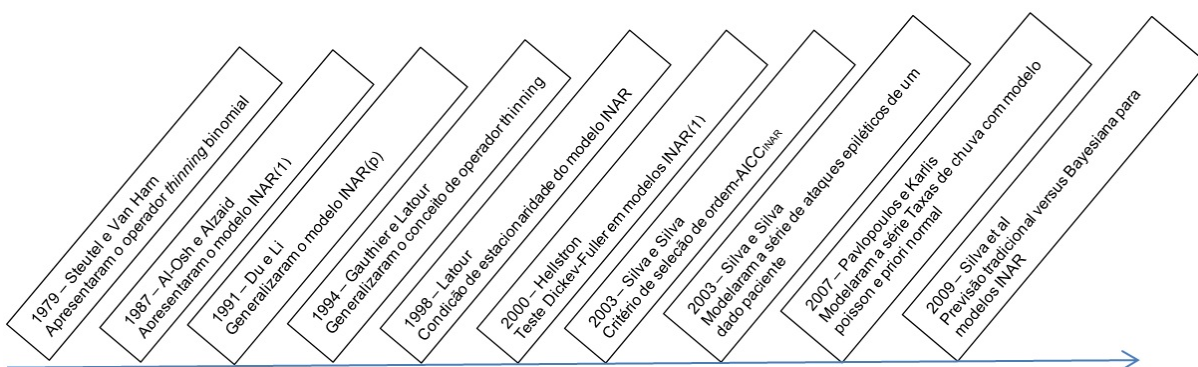 1979 – Steutel e Van Ham
Apresentaram o operador thinning binomial
1987 – Al-Osh e Alzaid
Apresentaram o modelo INAR(1)
1991 – Du e Li
Generalizaram o modelo INAR(p)
1994 – Gauthier e Latour
Generalizaram o conceito de operador thinning
1998 – Latour
Condição de estacionaridade do modelo INAR
2000 – Hellstron
Teste Dickey-Fuller em modelos INAR(1)
2003 – Silva e Silva
Critério de seleção de ordem-AICCINAR
2003 – Silva e Silva
Modelaram a série de ataques epiléticos de um
dado paciente
2007 – Pavlopoulos e Karlis
Modelaram a série Taxas de chuva com modelo
poisson e priori normal
2009 – Silva et al
Previsão tradicional versus Bayesiana para
modelos INAR